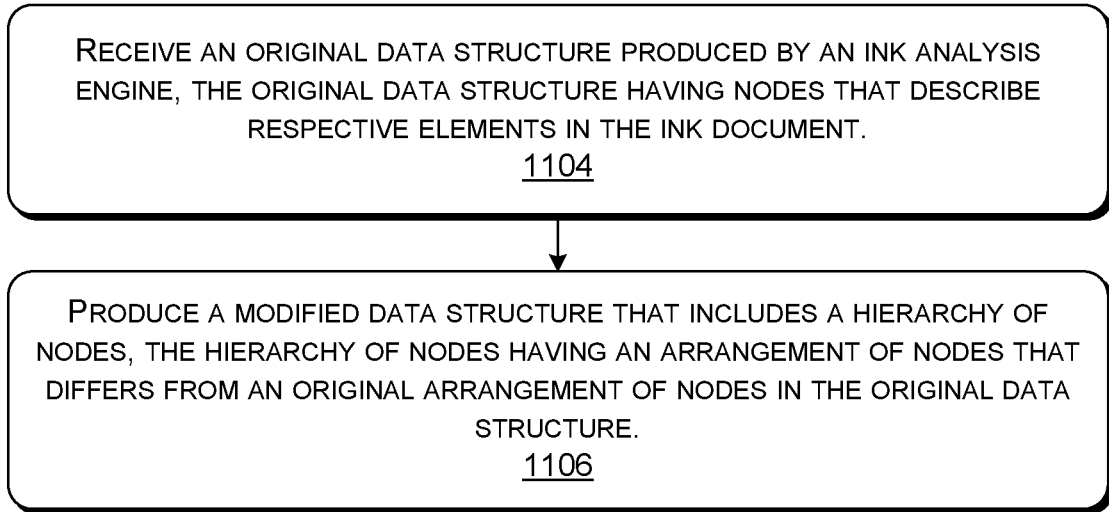 RECEIVE AN ORIGINAL DATA STRUCTURE PRODUCED BY AN INK ANALYSIS
ENGINE, THE ORIGINAL DATA STRUCTURE HAVING NODES THAT DESCRIBE
RESPECTIVE ELEMENTS IN THE INK DOCUMENT.
1104
PRODUCE A MODIFIED DATA STRUCTURE THAT INCLUDES A HIERARCHY OF
NODES, THE HIERARCHY OF NODES HAVING AN ARRANGEMENT OF NODES THAT
DIFFERS FROM AN ORIGINAL ARRANGEMENT OF NODES IN THE ORIGINAL DATA
STRUCTURE.
1106